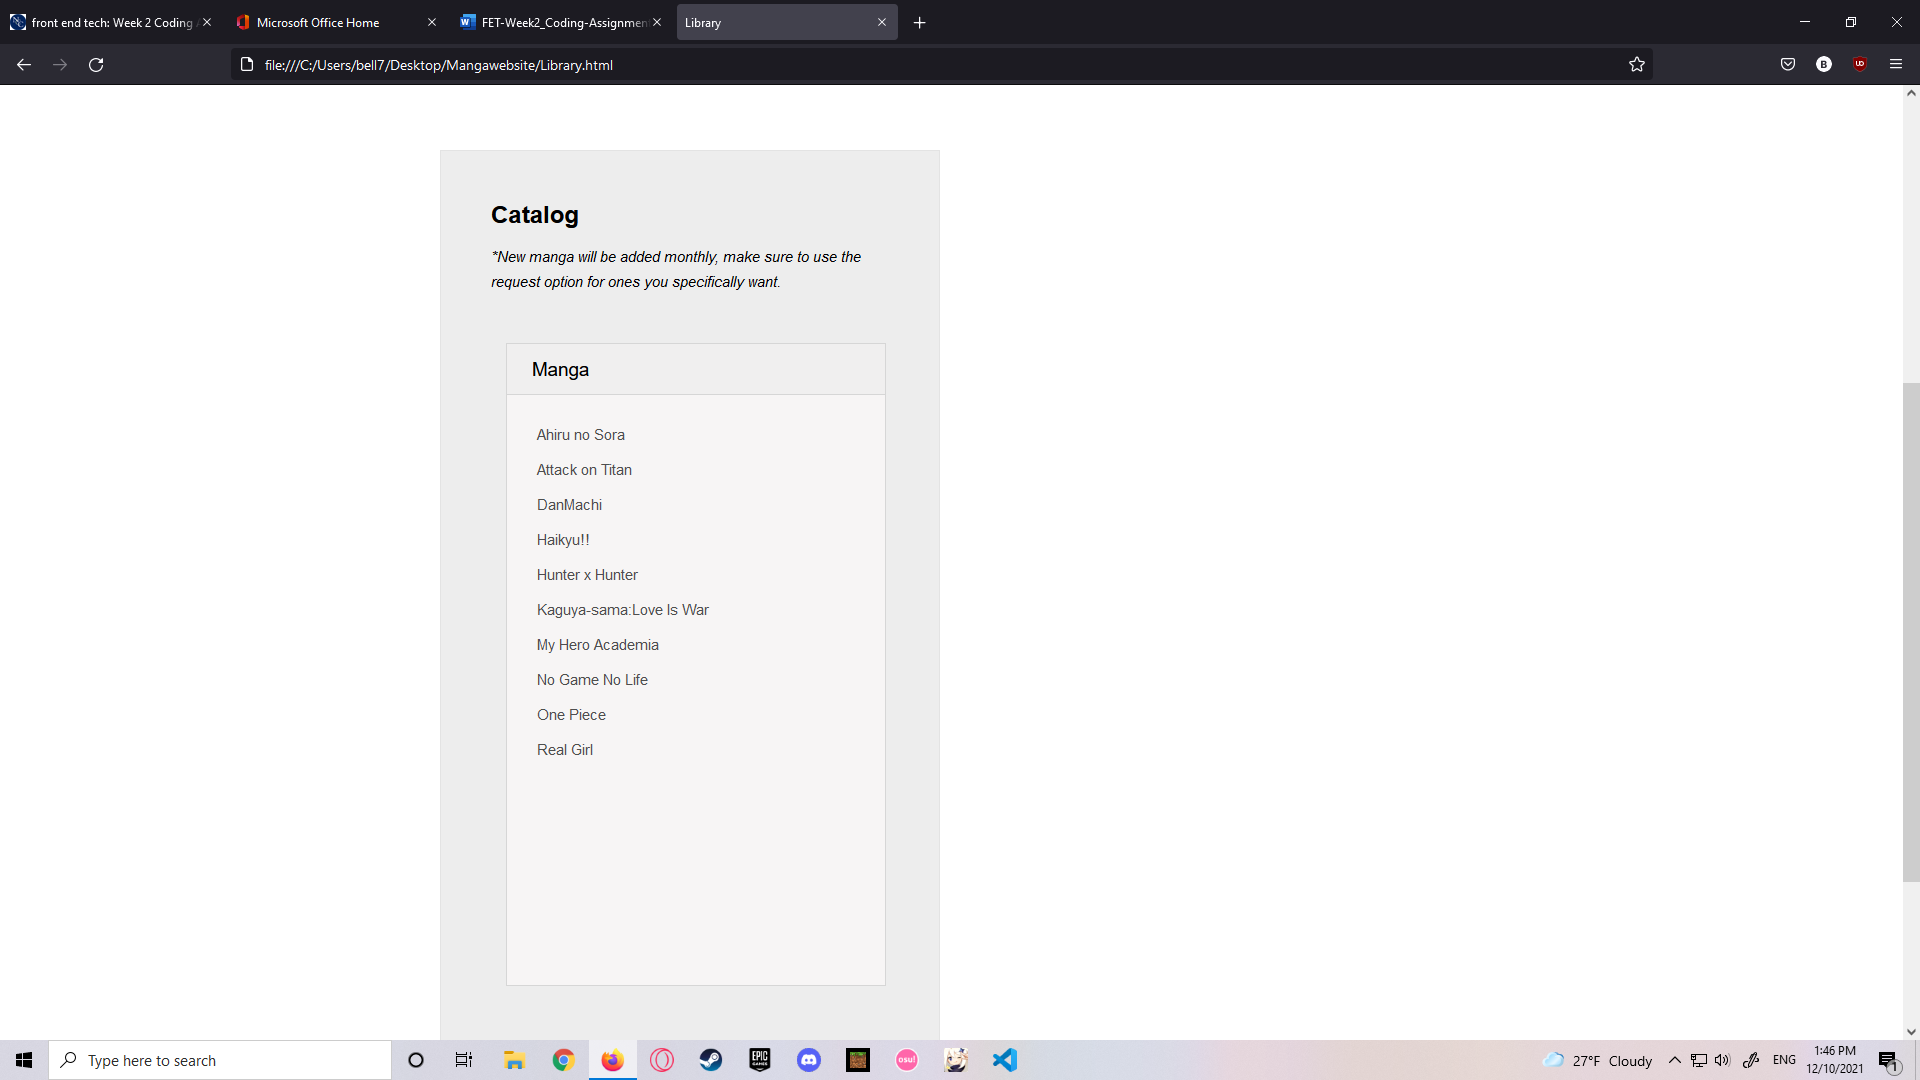 front end tech: Week 2 Coding A
Microsoft Office Home
FET-Week2_Coding-Assignmen
Library
file:///C:/Users/bell7/Desktop/Mangawebsite/Library.html
B
Catalog
*New manga will be added monthly, make sure to use the
request option for ones you specifically want.
Manga
Ahiru no Sora
Attack on Titan
DanMachi
Haikyu!!
Hunter x Hunter
Kaguya-sama:Love Is War
My Hero Academia
No Game No Life
One Piece
Real Girl
Type here to search
EPIC
GAMES
osu!
27°F Cloudy
ENG
1:46 PM
12/10/2021
1